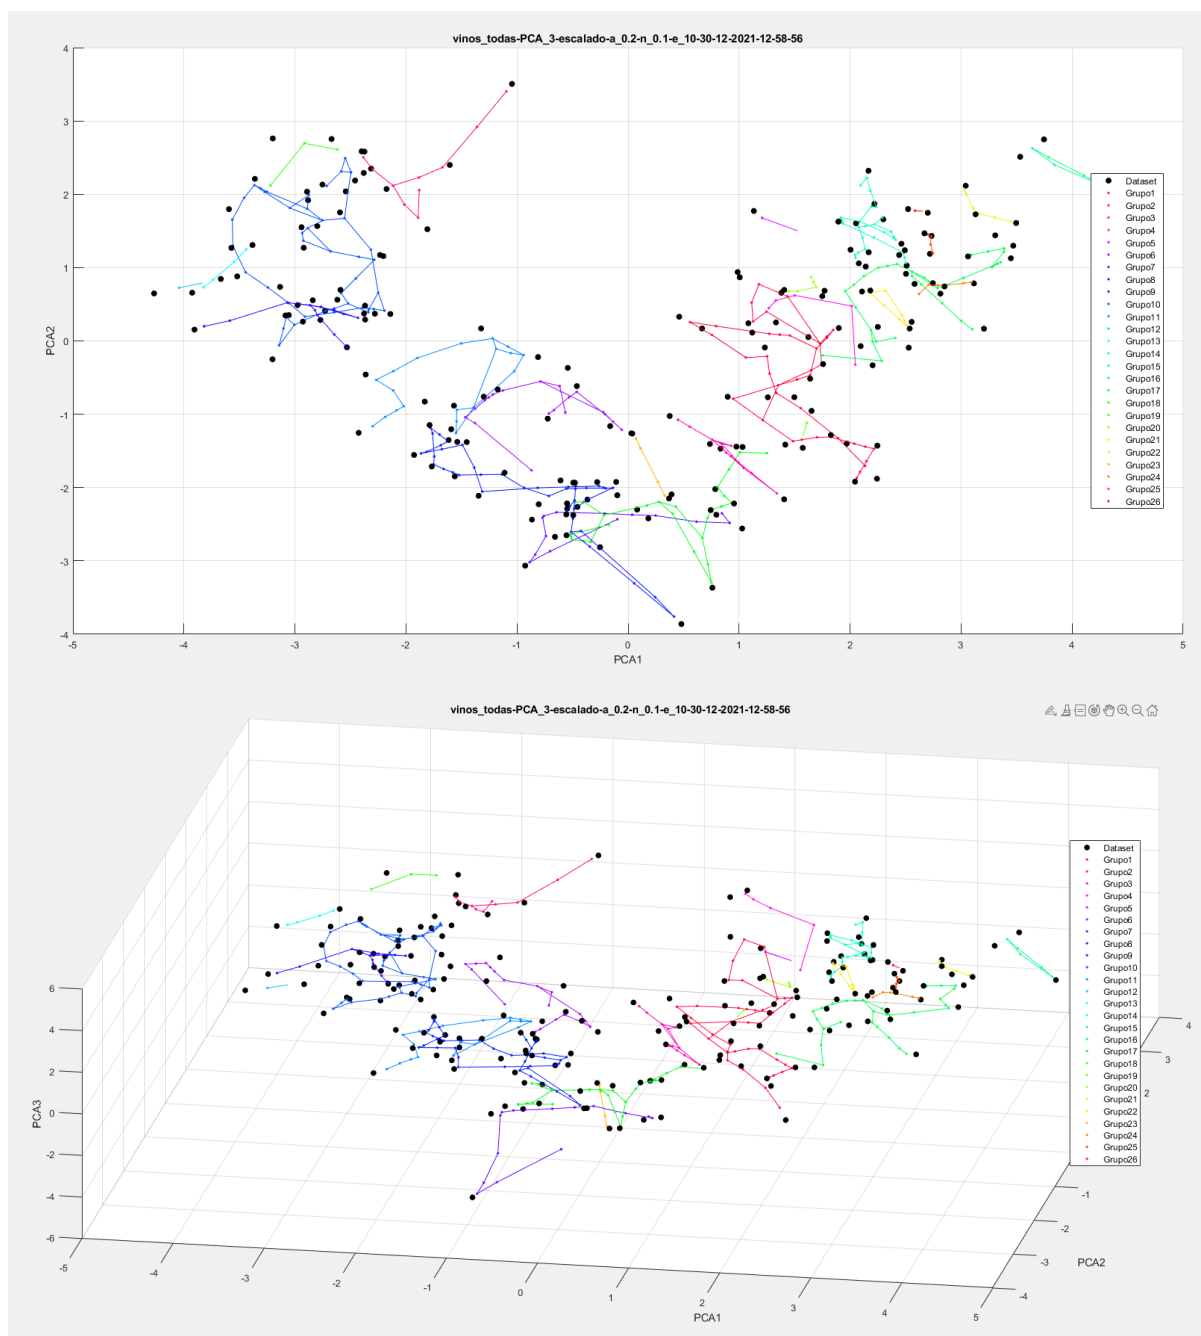 vinos_todas-PCA_3-escalado-a_0.2-n_0.1-e_10-30-12-2021-12-58-56
4
3
2
1
0
-1
-2
-3
-4
PCA2
-5
-4
-3
-2
-1
0
1
2
3
4
5
PCA1
Dataset
Grupo1
Grupo2
Grupo3
Grupo4
Grupo5
Grupo6
Grupo7
Grupo8
Grupo9
Grupo10
Grupo11
Grupo12
Grupo13
Grupo14
Grupo15
Grupo16
Grupo17
Grupo18
Grupo19
Grupo20
Grupo21
Grupo22
Grupo23
Grupo24
Grupo25
Grupo26
vinos_todas-PCA_3-escalado-a_0.2-n_0.1-e_10-30-12-2021-12-58-56
6
4
2
0
-2
-4
-6
PCA3
-5
-4
-3
-2
-1
0
1
2
3
4
5
PCA1
4
3
2
-1
-2
-3
-4
PCA2
Dataset
Grupo1
Grupo2
Grupo3
Grupo4
Grupo5
Grupo6
Grupo7
Grupo8
Grupo9
Grupo10
Grupo11
Grupo12
Grupo13
Grupo14
Grupo15
Grupo16
Grupo17
Grupo18
Grupo19
Grupo20
Grupo21
Grupo22
Grupo23
Grupo24
Grupo25
Grupo26